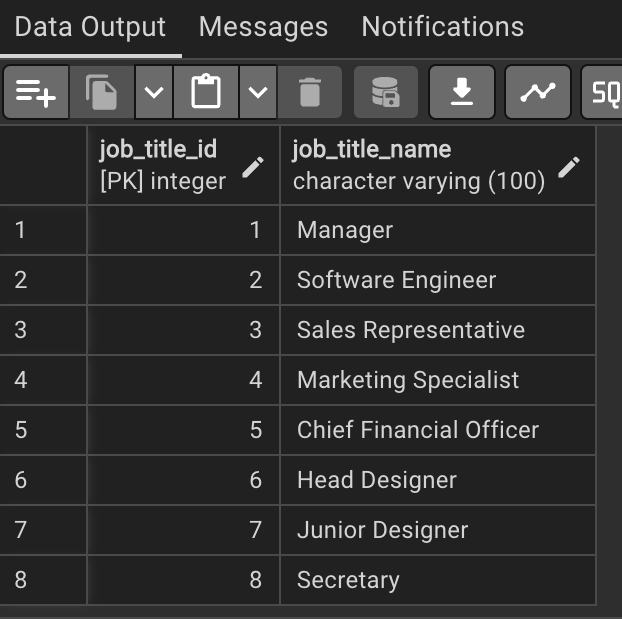 Data Output Messages Notifications
SQ
job_title_id job_title_name
[PK] integer character varying (100)
1 1 Manager
2 2 Software Engineer
3 3 Sales Representative
4 4 Marketing Specialist
5 5 Chief Financial Officer
6 6 Head Designer
7 7 Junior Designer
8 8 Secretary